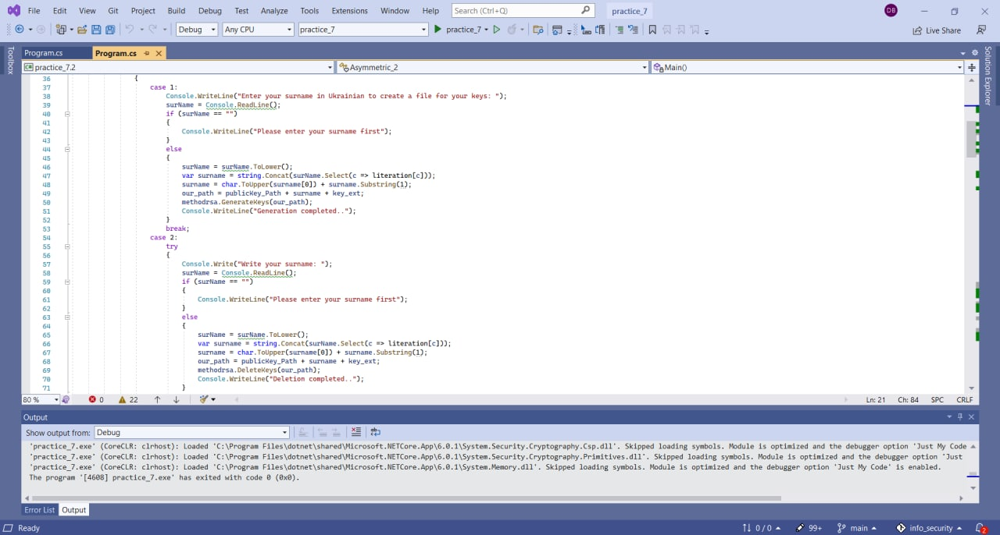 File Edit View Git Project Build Debug Test Analyze Tools Extensions Window Help Search (Ctrl+Q) practice_7 DB
Debug Any CPU practice_7 practice_7 Live Share
Toolbox
Program.cs Program.cs
Solution Explorer
practice_7.2 Asymmetric_2 Main()
36 {
37 case 1:
38 Console.WriteLine("Enter your surname in Ukrainian to create a file for your keys: ");
39 surName = Console.ReadLine();
40 if (surName == "")
41 {
42 Console.WriteLine("Please enter your surname first");
43 }
44 else
45 {
46 surName = surName.ToLower();
47 var surname = string.Concat(surName.Select(c => literation[c]));
48 surname = char.ToUpper(surname[0]) + surname.Substring(1);
49 our_path = publicKey_Path + surname + key_ext;
50 methodrsa.GenerateKeys(our_path);
51 Console.WriteLine("Generation completed..");
52 }
53 break;
54 case 2:
55 try
56 {
57 Console.Write("Write your surname: ");
58 surName = Console.ReadLine();
59 if (surName == "")
60 {
61 Console.WriteLine("Please enter your surname first");
62 }
63 else
64 {
65 surName = surName.ToLower();
66 var surname = string.Concat(surName.Select(c => literation[c]));
67 surname = char.ToUpper(surname[0]) + surname.Substring(1);
68 our_path = publicKey_Path + surname + key_ext;
69 methodrsa.DeleteKeys(our_path);
70 Console.WriteLine("Deletion completed..");
71 }
80 % 0 22 Ln: 21 Ch: 84 SPC CRLF
Output
Show output from: Debug
'practice_7.exe' (CoreCLR: clrhost): Loaded 'C:\Program Files\dotnet\shared\Microsoft.NETCore.App\6.0.1\System.Security.Cryptography.Csp.dll'. Skipped loading symbols. Module is optimized and the debugger option 'Just My Code
'practice_7.exe' (CoreCLR: clrhost): Loaded 'C:\Program Files\dotnet\shared\Microsoft.NETCore.App\6.0.1\System.Security.Cryptography.Primitives.dll'. Skipped loading symbols. Module is optimized and the debugger option 'Just
'practice_7.exe' (CoreCLR: clrhost): Loaded 'C:\Program Files\dotnet\shared\Microsoft.NETCore.App\6.0.1\System.Memory.dll'. Skipped loading symbols. Module is optimized and the debugger option 'Just My Code' is enabled.
The program '[4608] practice_7.exe' has exited with code 0 (0x0).
Error List Output
Ready 0 / 0 99+ main info_security 2